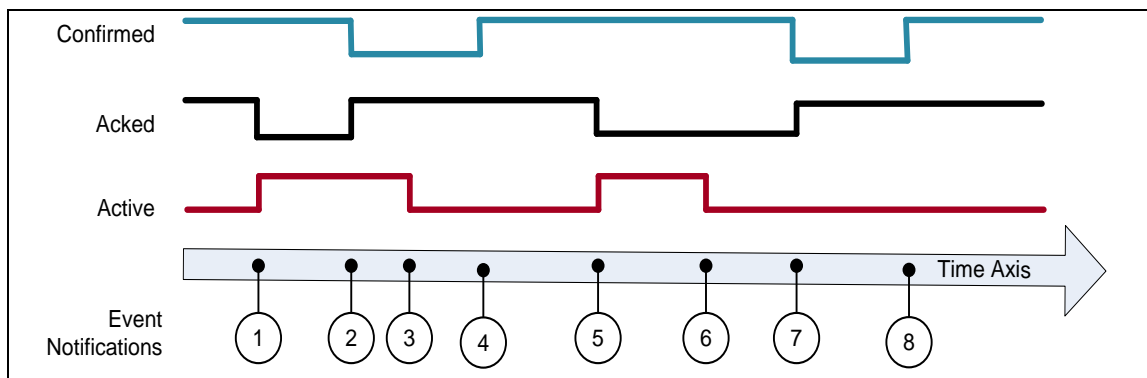 Confirmed
Acked
Active
Time Axis
Event
Notifications
1 2 3 4 5 6 7 8